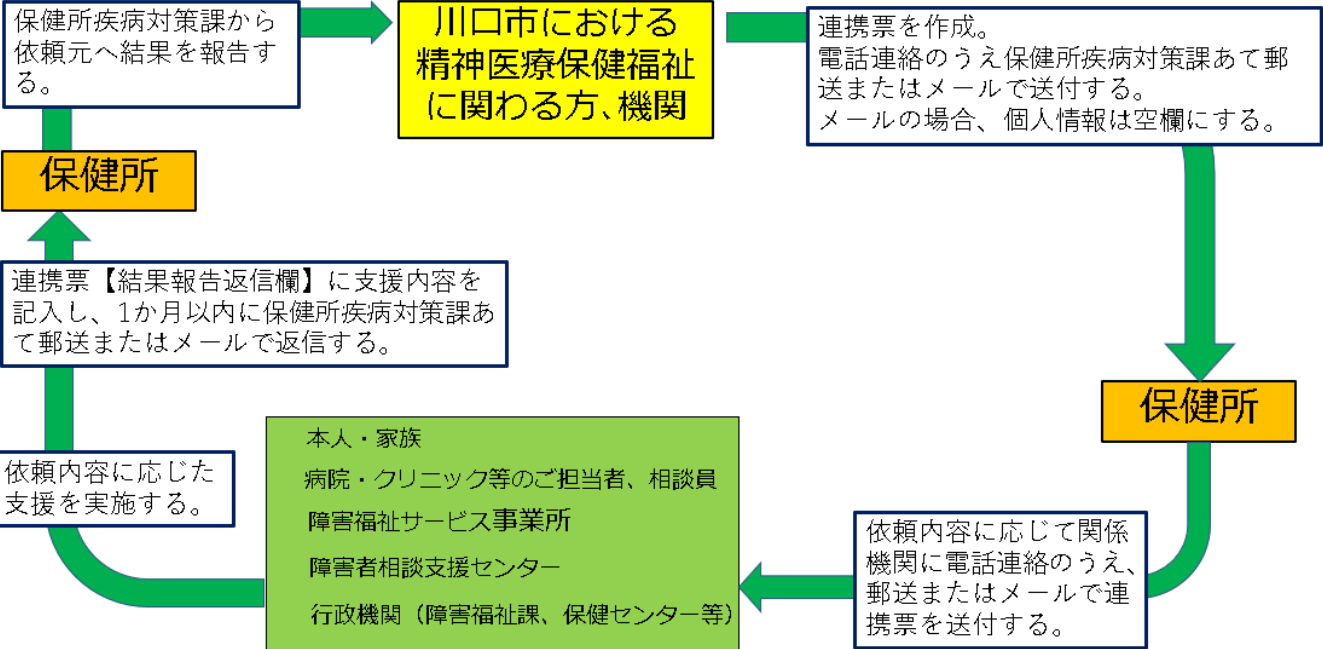 保健所疾病対策課から
依頼元へ結果を報告す
る。
川口市における
精神医療保健福祉
に関わる方、機関
連携票を作成。
電話連絡のうえ保健所疾病対策課あて郵
送またはメールで送付する。
メールの場合、個人情報は空欄にする。
保健所
保健所
依頼内容に応じて関係
機関に電話連絡のうえ、
郵送またはメールで連
携票を送付する。
本人・家族
病院・クリニック等のご担当者、相談員
障害福祉サービス事業所
障害者相談支援センター
行政機関（障害福祉課、保健センター等）
依頼内容に応じた
支援を実施する。
連携票【結果報告返信欄】に支援内容を
記入し、1か月以内に保健所疾病対策課あ
て郵送またはメールで返信する。